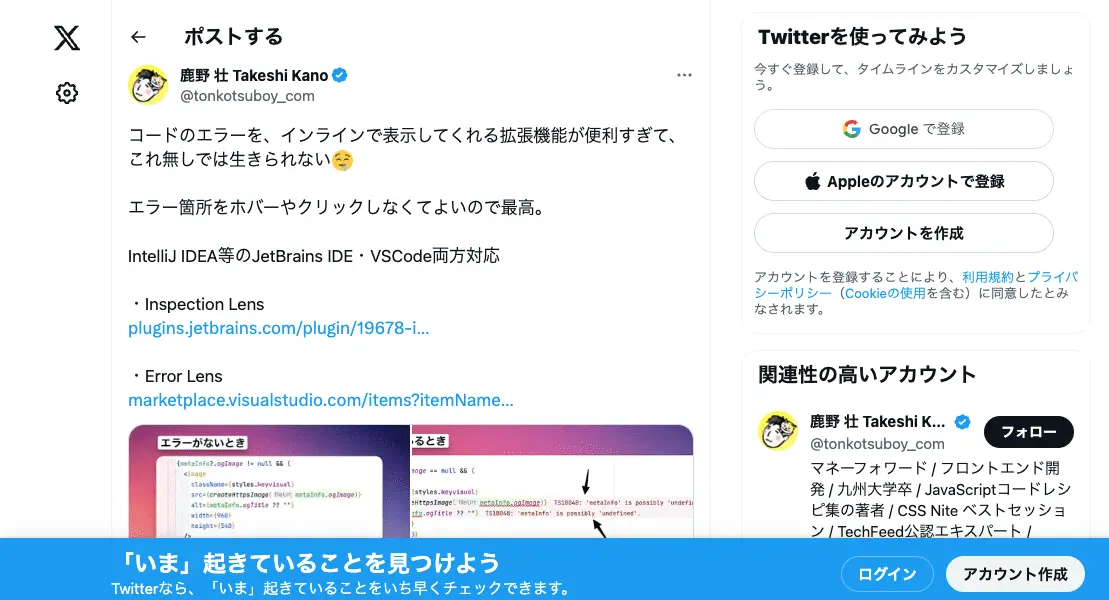 ポストする
鹿野 壮 Takeshi Kano
@tonkotsuboy_com
コードのエラーを、インラインで表示してくれる拡張機能が便利すぎて、
これ無しでは生きられない🤤
エラー箇所をホバーやクリックしなくてよいので最高。
IntelliJ IDEA等のJetBrains IDE・VSCode両方対応
・Inspection Lens
plugins.jetbrains.com/plugin/19678-i…
・Error Lens
marketplace.visualstudio.com/items?itemName…
エラーがないとき
{metaInfo?.ogImage != null && (
<image
className={styles.keyvisual}
src={createHttpsImage(metaInfo.ogImage)}
alt={metaInfo.ogTitle ?? ""}
width={960}
height={540}
/>
るとき
mage == null && (
{styles.keyvisual}
eHttpsImage(metaInfo.ogImage)} TS18048: 'metaInfo' is possibly 'undefin
nfo.ogTitle ?? ""} TS18048: 'metaInfo' is possibly 'undefined'.
Twitterを使ってみよう
今すぐ登録して、タイムラインをカスタマイズしましょ
う。
Google で登録
Appleのアカウントで登録
アカウントを作成
アカウントを登録することにより、利用規約とプライバ
シーポリシー（Cookieの使用を含む）に同意したとみ
なされます。
関連性の高いアカウント
鹿野 壮 Takeshi K...
@tonkotsuboy_com
フォロー
マネーフォワード / フロントエンド開
発 / 九州大学卒 / JavaScriptコードレシ
ピ集の著者 / CSS Nite ベストセッショ
ン / TechFeed公認エキスパート /
「いま」起きていることを見つけよう
Twitterなら、「いま」起きていることをいち早くチェックできます。
ログイン
アカウント作成